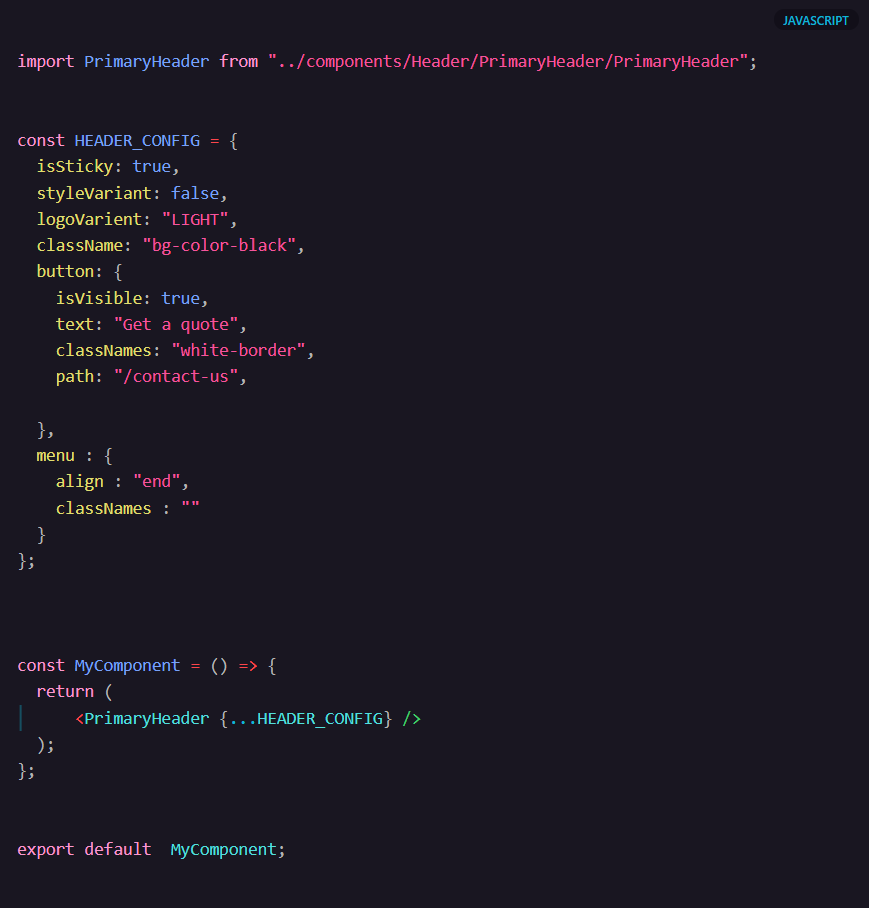 JAVASCRIPT
import PrimaryHeader from "../components/Header/PrimaryHeader/PrimaryHeader";
const HEADER_CONFIG = {
  isSticky: true,
  styleVariant: false,
  logoVarient: "LIGHT",
  className: "bg-color-black",
  button: {
    isVisible: true,
    text: "Get a quote",
    classNames: "white-border",
    path: "/contact-us",
  },
  menu : {
    align : "end",
    classNames : ""
  }
};
const MyComponent = () => {
  return (
      <PrimaryHeader {...HEADER_CONFIG} />
  );
};
export default  MyComponent;